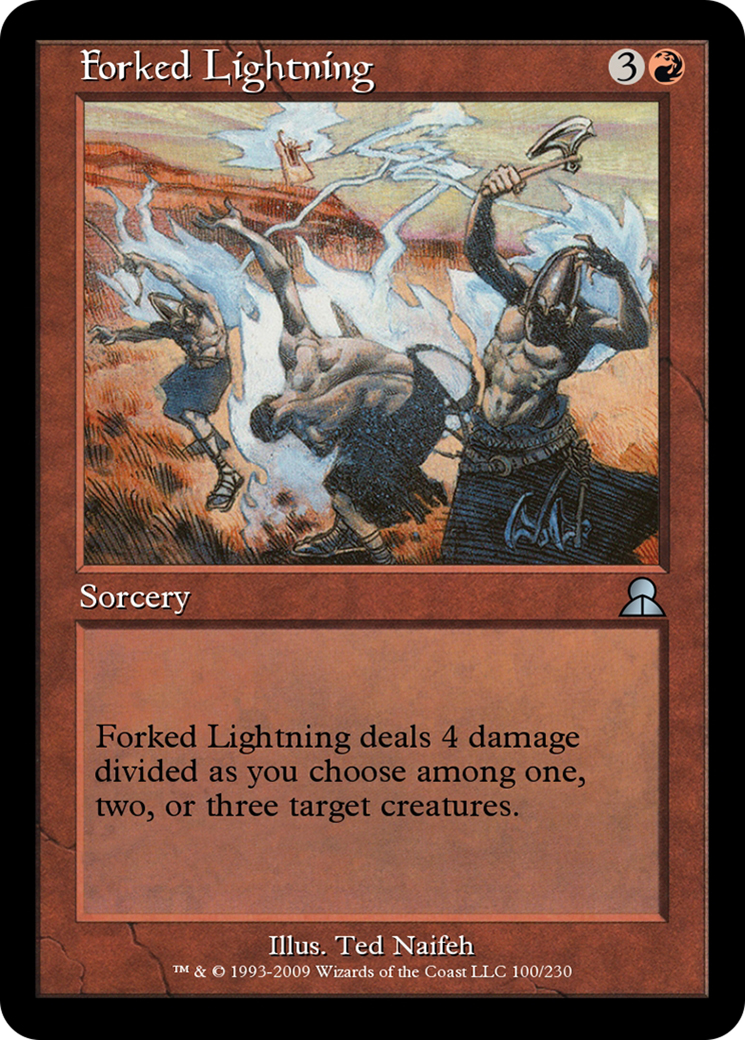 Forked Lightning 3
Sorcery
Forked Lightning deals 4 damage
divided as you choose among one,
two, or three target creatures.
Illus. Ted Naifeh
™ & © 1993-2009 Wizards of the Coast LLC 100/230